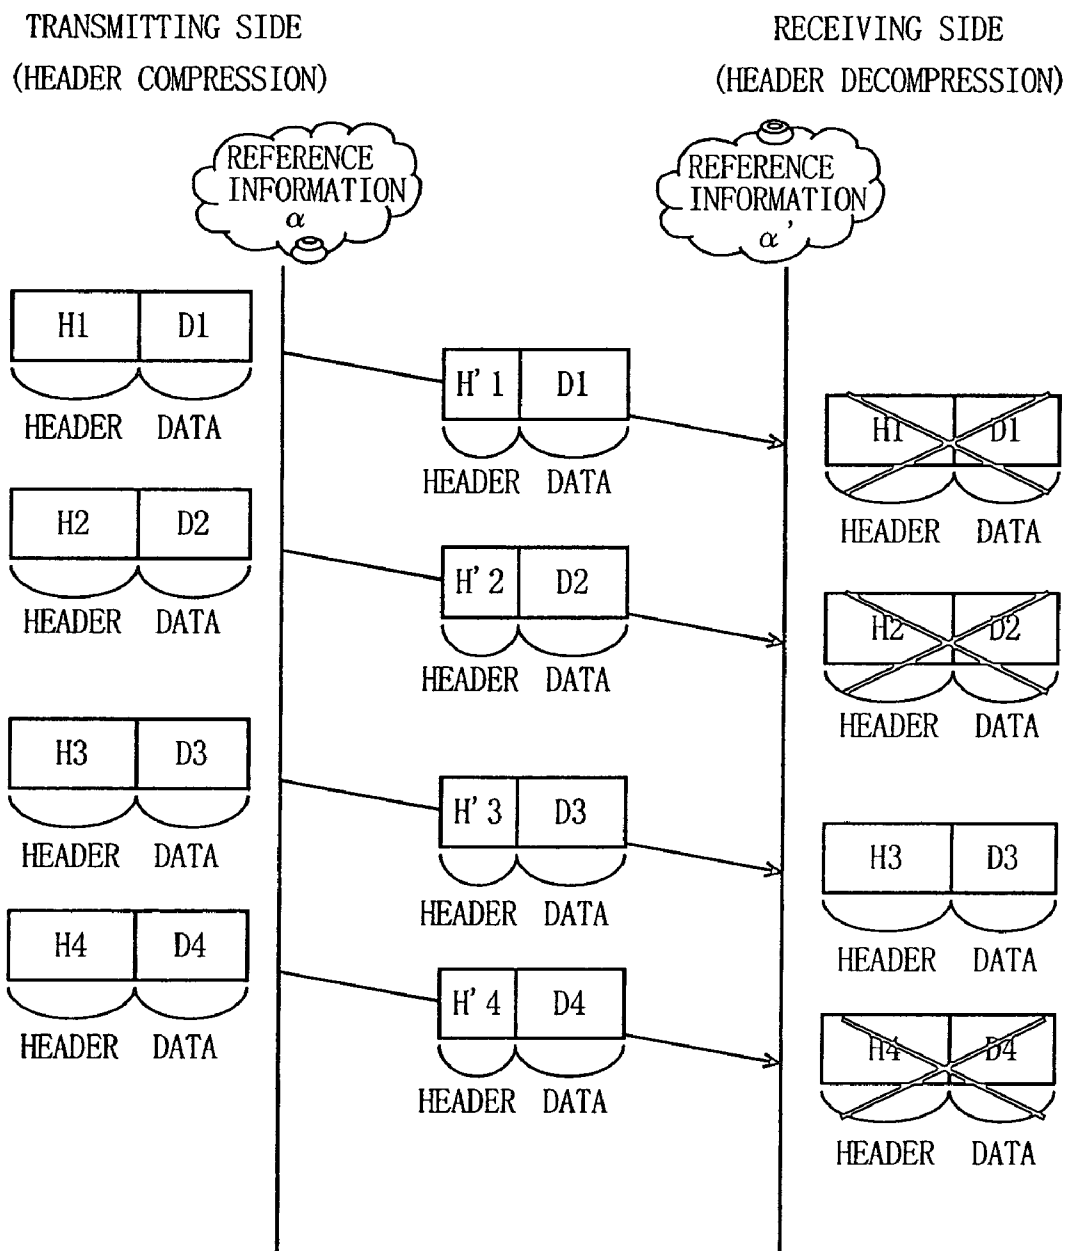 TRANSMITTING SIDE
(HEADER COMPRESSION)
RECEIVING SIDE
(HEADER DECOMPRESSION)
REFERENCE
INFORMATION
α
REFERENCE
INFORMATION
α'
H1 D1
HEADER DATA
H'1 D1
HEADER DATA
H1 D1
HEADER DATA
H2 D2
HEADER DATA
H'2 D2
HEADER DATA
H2 D2
HEADER DATA
H3 D3
HEADER DATA
H'3 D3
HEADER DATA
H3 D3
HEADER DATA
H4 D4
HEADER DATA
H'4 D4
HEADER DATA
H4 D4
HEADER DATA